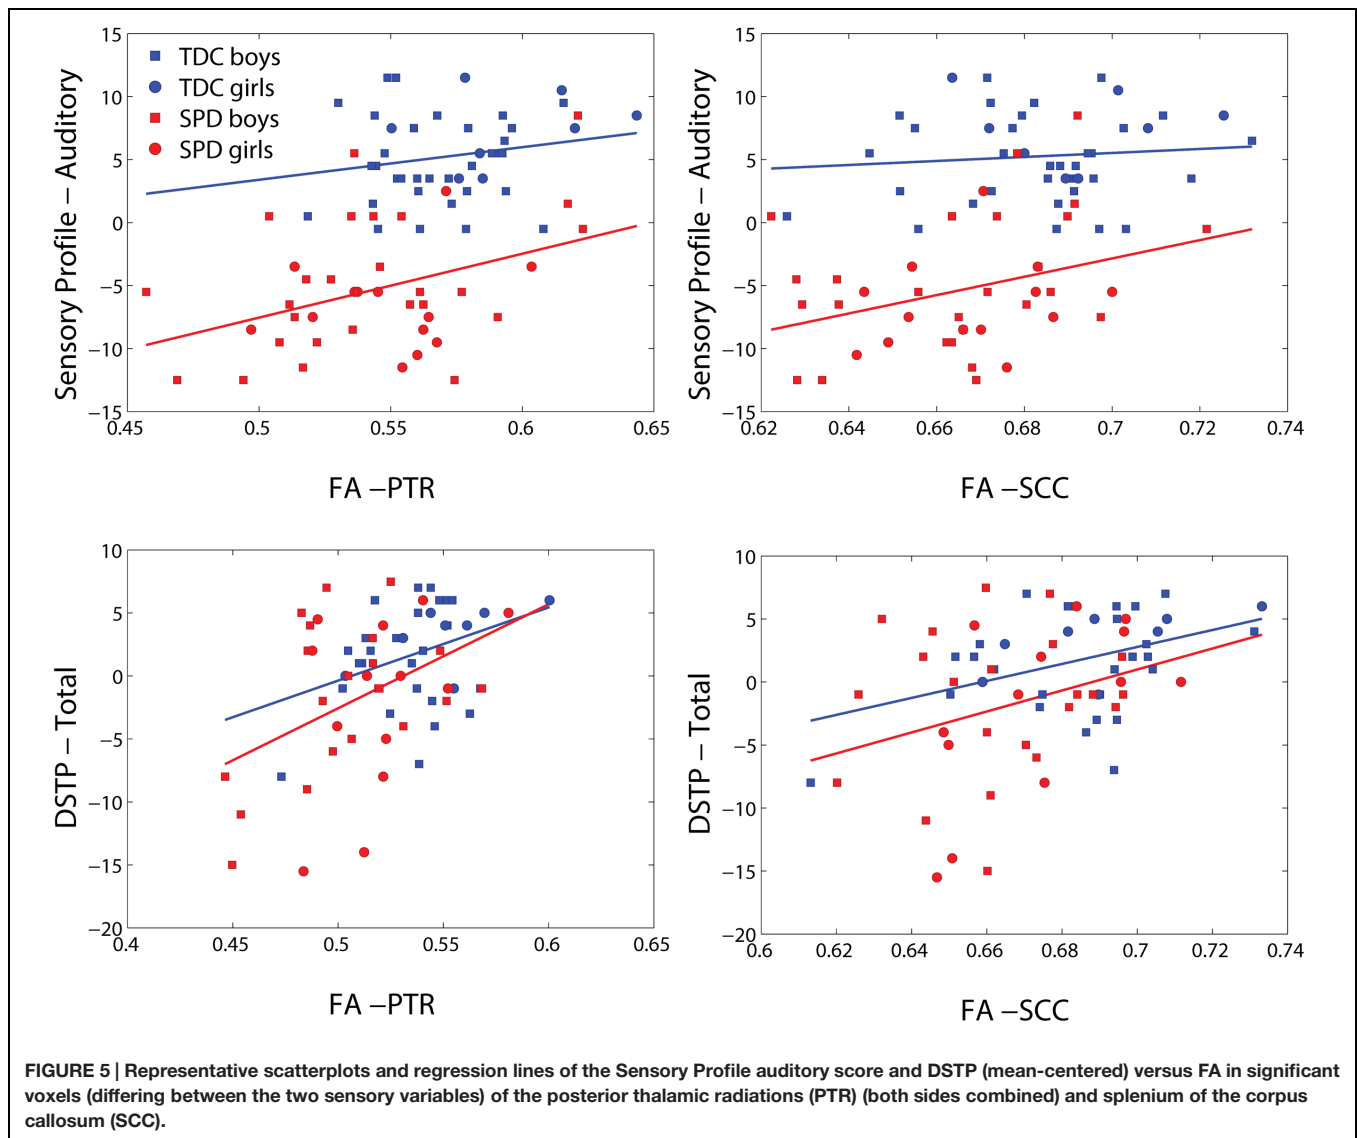 15
10
5
0
−5
−10
−15
0.45 0.5 0.55 0.6 0.65
Sensory Profile – Auditory
FA −PTR
TDC boys
TDC girls
SPD boys
SPD girls
15
10
5
0
−5
−10
−15
0.62 0.64 0.66 0.68 0.7 0.72 0.74
Sensory Profile – Auditory
FA −SCC
10
5
0
−5
−10
−15
−20
0.4 0.45 0.5 0.55 0.6 0.65
DSTP – Total
FA −PTR
10
5
0
−5
−10
−15
−20
0.6 0.62 0.64 0.66 0.68 0.7 0.72 0.74
DSTP – Total
FA −SCC
FIGURE 5 | Representative scatterplots and regression lines of the Sensory Profile auditory score and DSTP (mean-centered) versus FA in significant
voxels (differing between the two sensory variables) of the posterior thalamic radiations (PTR) (both sides combined) and splenium of the corpus
callosum (SCC).